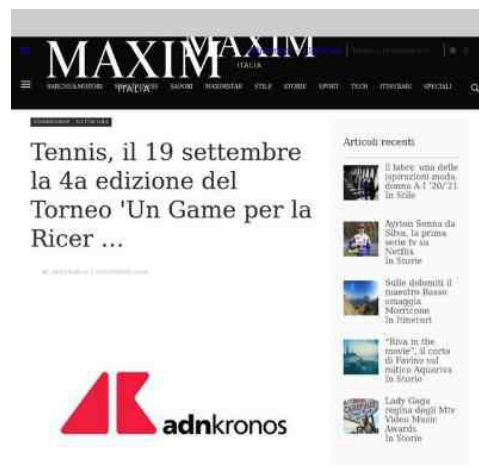 MAXIM
MAXIM
ITALIA
ITALIA
SAPORI ROCKINSTAR STILE STORIE SPORT TECH ITINERARI SPECIALI
Tennis, il 19 settembre
la 4a edizione del
Torneo 'Un Game per la
Ricer ...
adnkronos
Articoli recenti
Il latex: una delle
ispirazioni moda,
donna A-I '20/'21
In Stile
Ayrton Senna da
Silva, la prima
serie tv su
Netflix
In Storie
Sulle dolomiti il
maestro Basso
omaggia
Morricone
In Itinerari
"Riva in the
movie", il corto
di Favino sul
mitico Aquariva
In Storie
Lady Gaga
regina degli Mtv
Video Music
Awards
In Storie